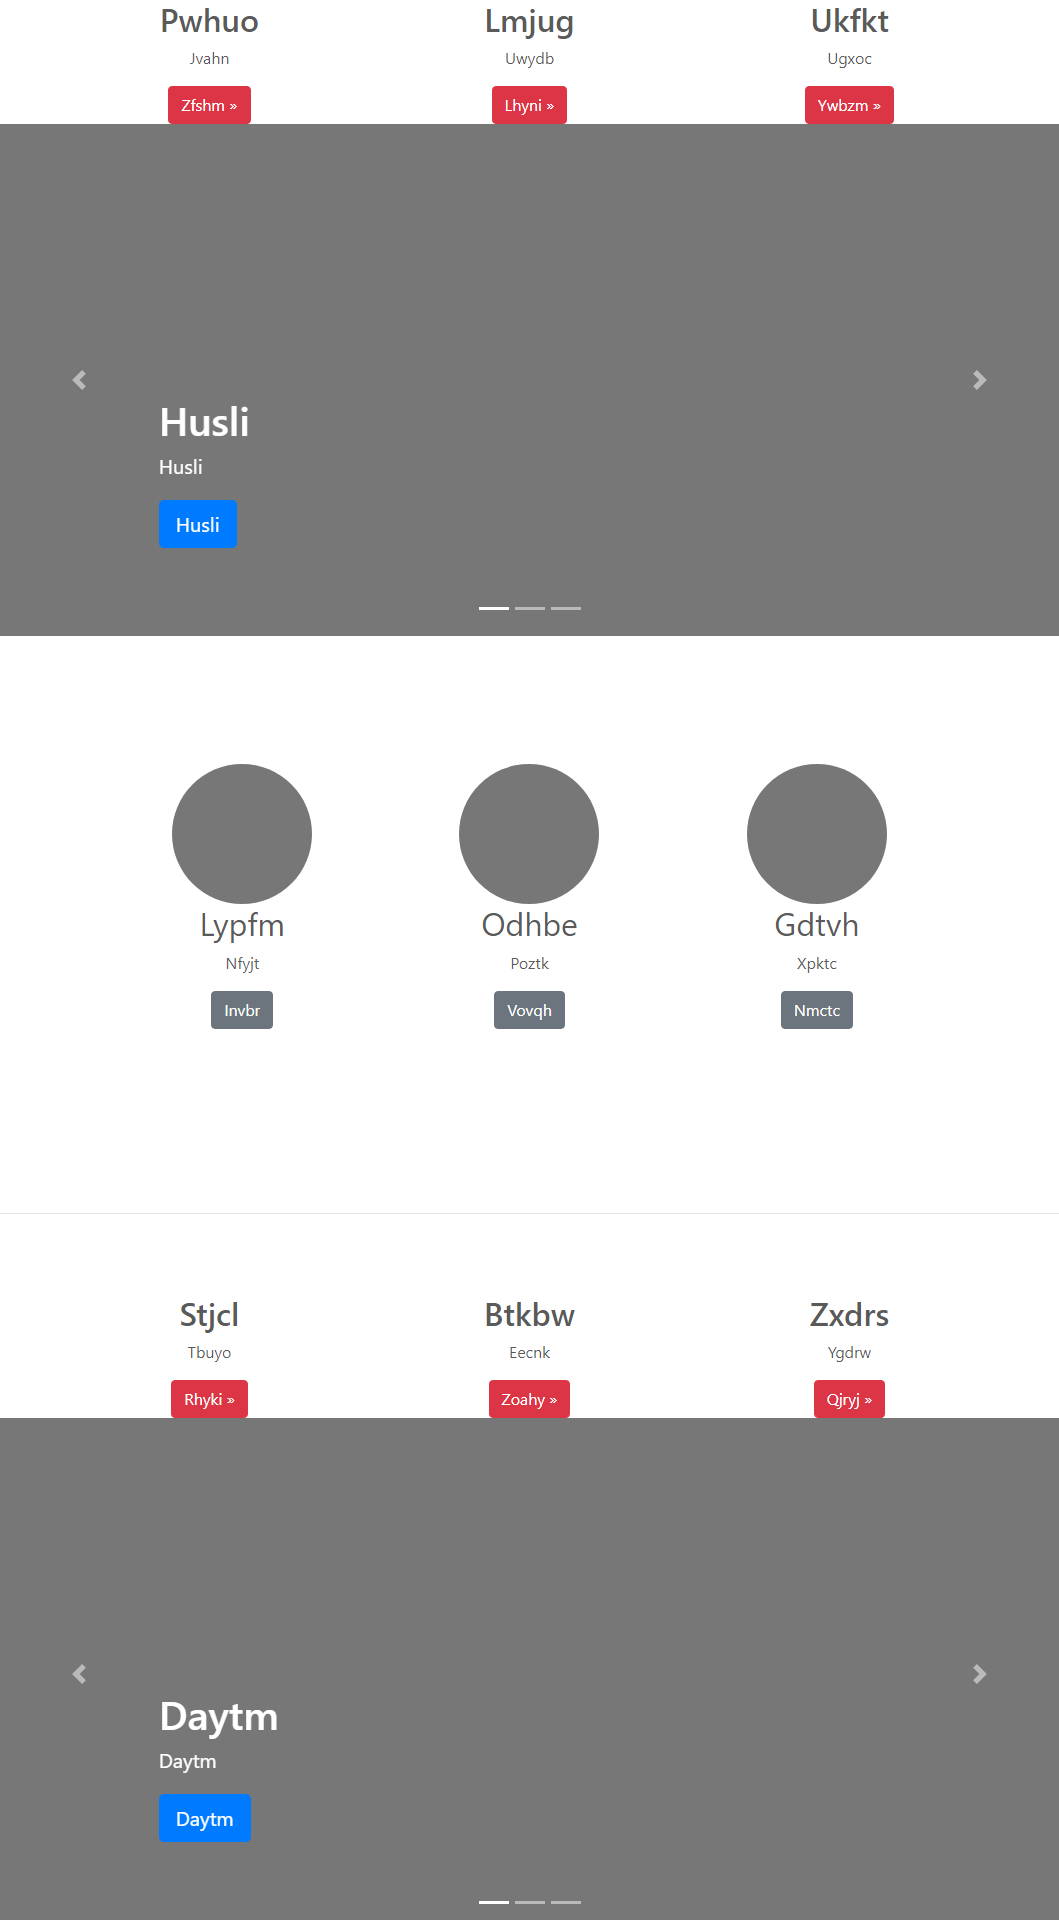 Pwhuo Lmjug Ukfkt
Jvahn Uwydb Ugxoc
Zfshm » Lhyni » Ywbzm »
Husli
Husli
Husli
Lypfm Odhbe Gdtvh
Nfyjt Poztk Xpktc
Invbr Vovqh Nmctc
Stjcl Btkbw Zxdrs
Tbuyo Eecnk Ygdrw
Rhyki » Zoahy » Qjryj »
Daytm
Daytm
Daytm